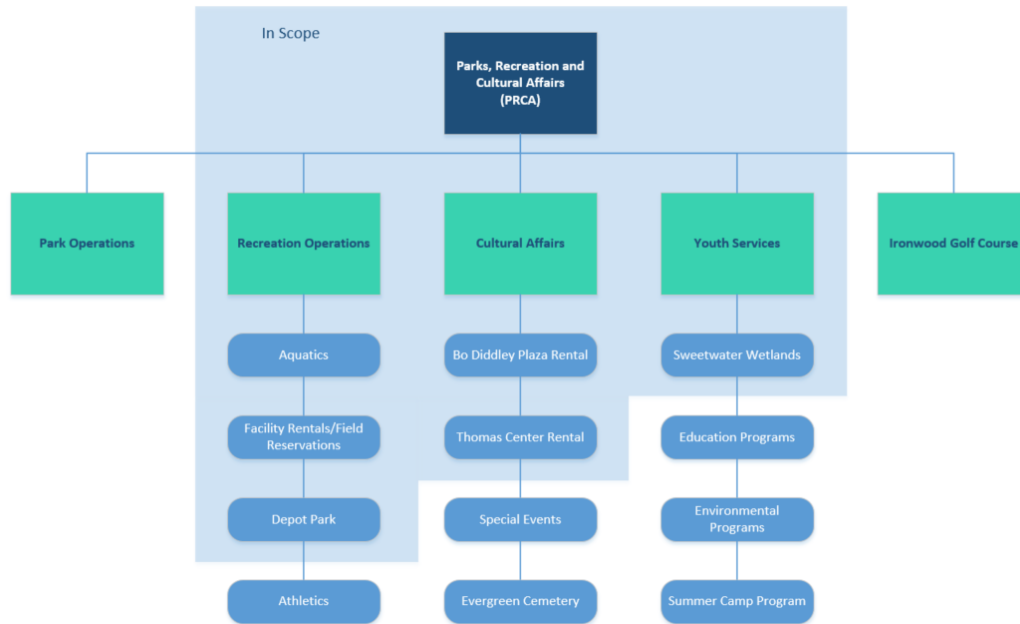 In Scope
Parks, Recreation and
Cultural Affairs
(PRCA)
Park Operations
Recreation Operations
Cultural Affairs
Youth Services
Ironwood Golf Course
Aquatics
Bo Diddley Plaza Rental
Sweetwater Wetlands
Facility Rentals/Field
Reservations
Thomas Center Rental
Education Programs
Depot Park
Special Events
Environmental
Programs
Athletics
Evergreen Cemetery
Summer Camp Program